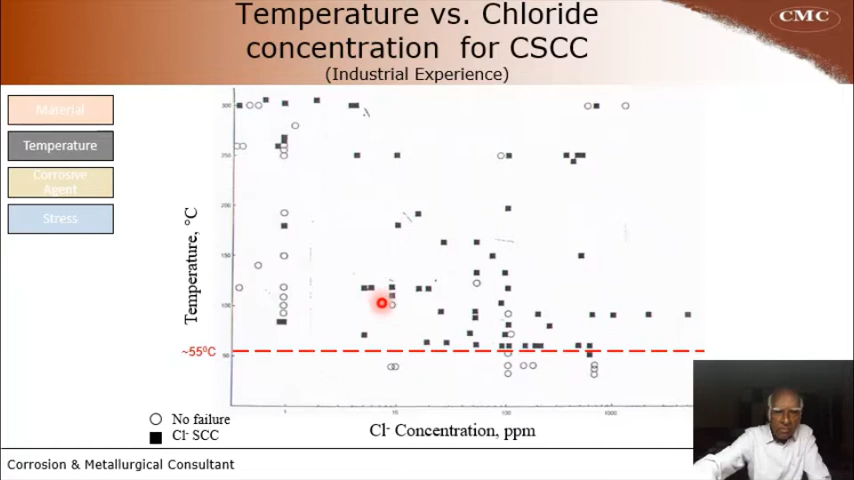 Temperature vs. Chloride
concentration for CSCC
(Industrial Experience)
CMC
Material
Temperature
Corrosive
Agent
Stress
300
250
200
150
100
50
Temperature, °C
~55⁰C
1
10
100
1000
Cl⁻ Concentration, ppm
No failure
Cl⁻ SCC
Corrosion & Metallurgical Consultant